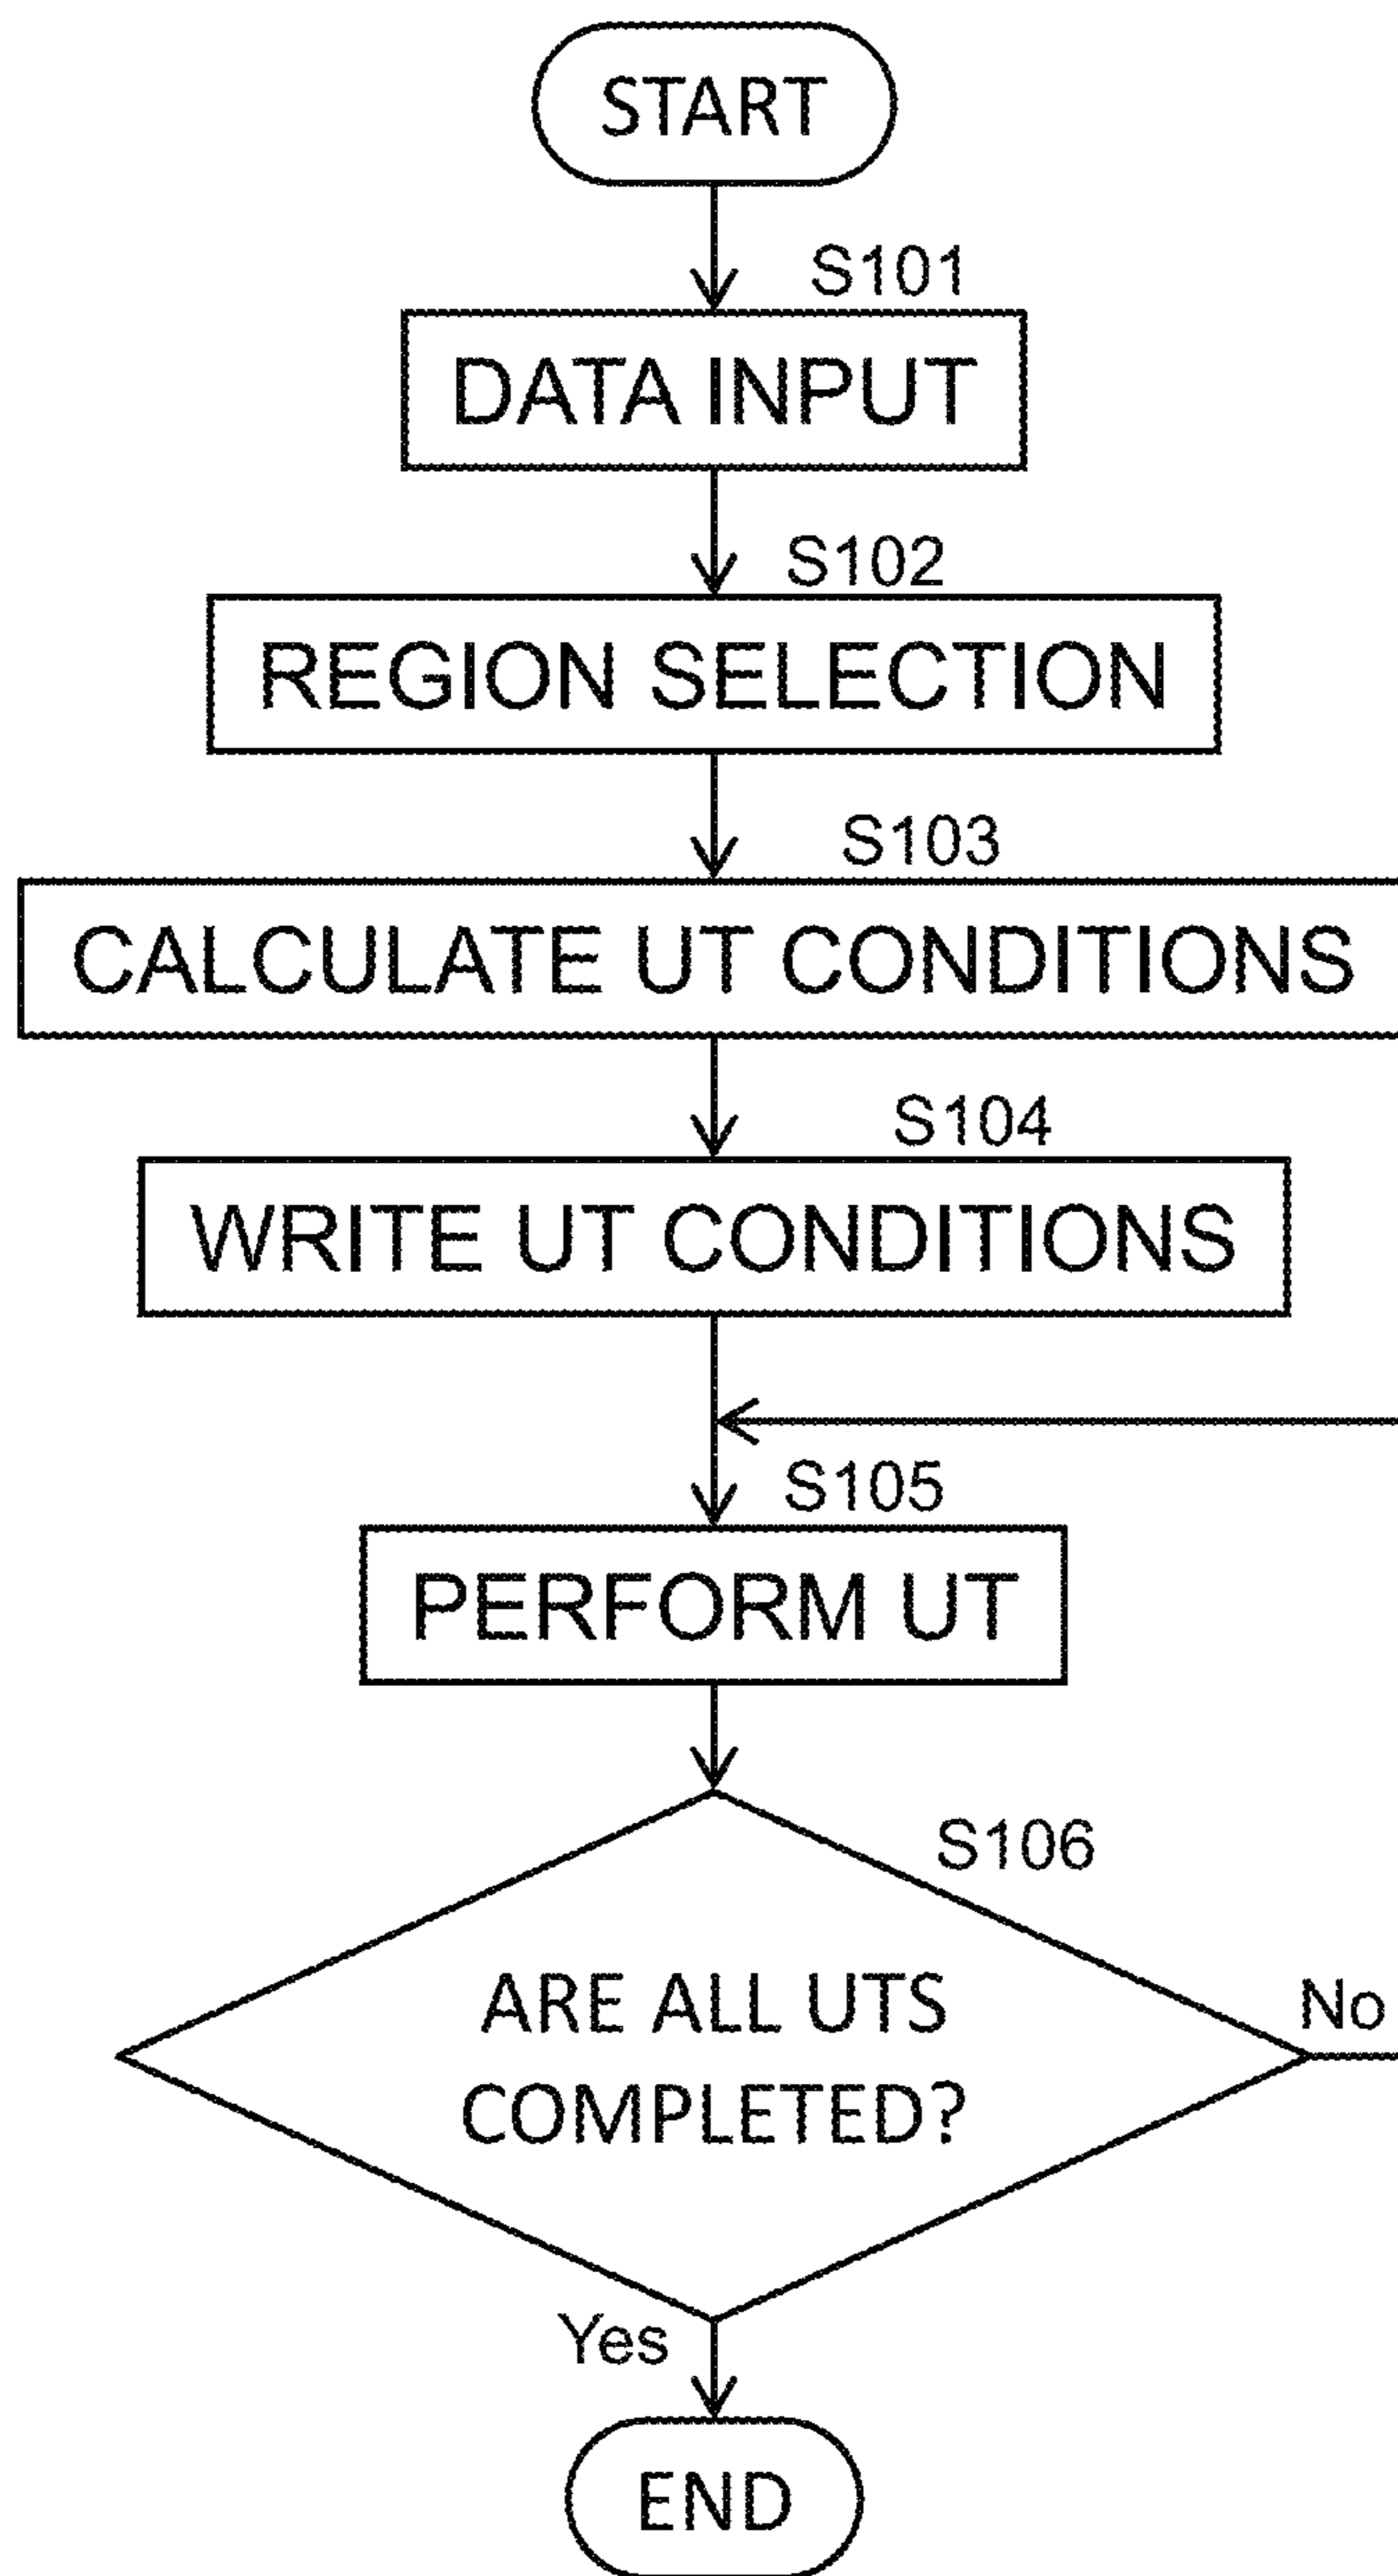 START
S101
DATA INPUT
S102
REGION SELECTION
S103
CALCULATE UT CONDITIONS
S104
WRITE UT CONDITIONS
S105
PERFORM UT
S106
ARE ALL UTS
COMPLETED?
No
Yes
END